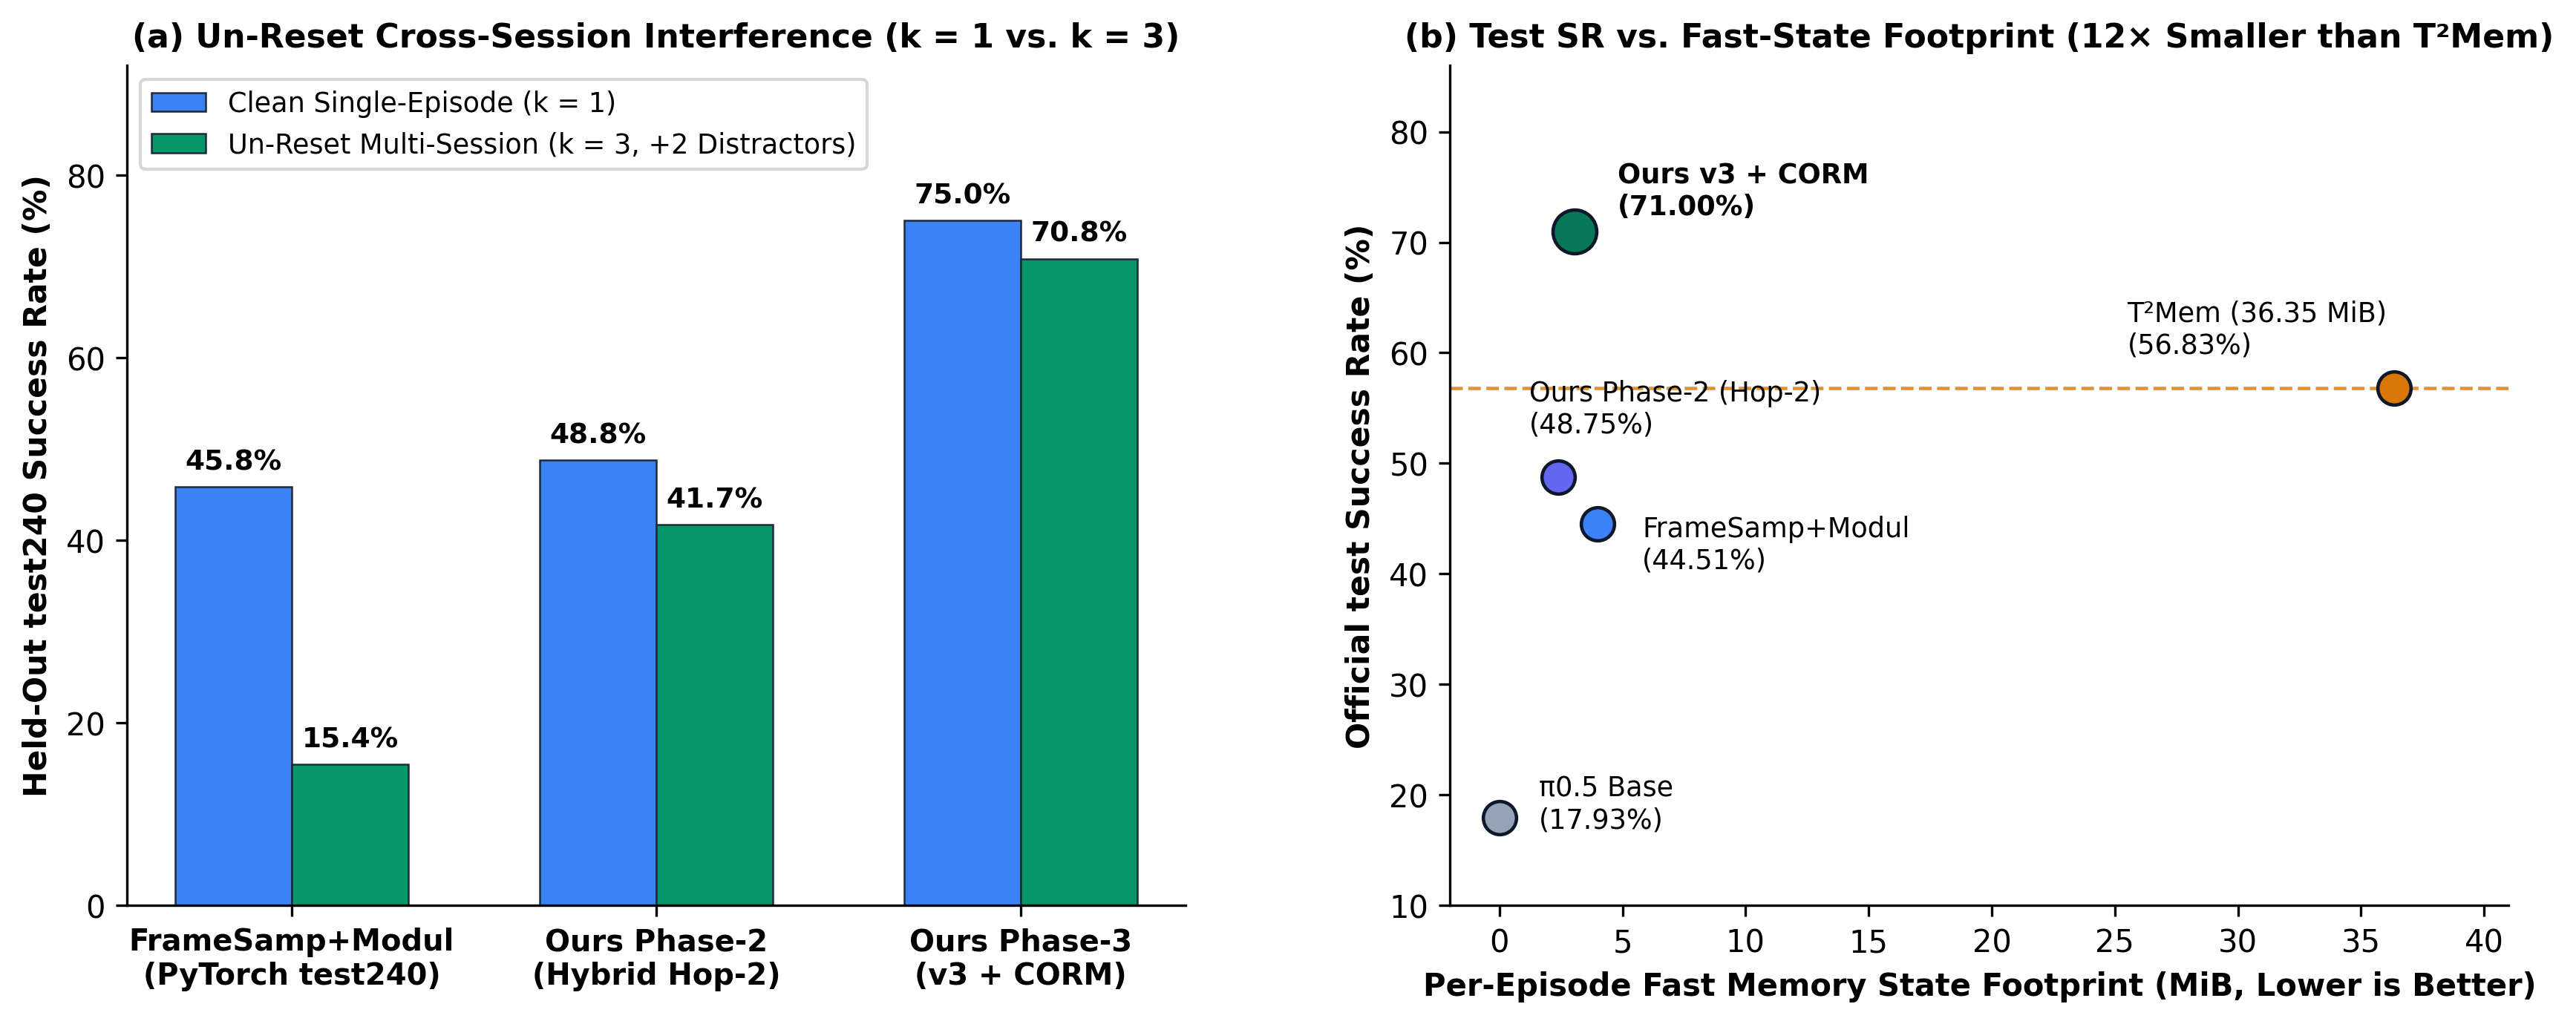 (a) Un-Reset Cross-Session Interference (k = 1 vs. k = 3)
Held-Out test240 Success Rate (%)
80
60
40
20
0
Clean Single-Episode (k = 1)
Un-Reset Multi-Session (k = 3, +2 Distractors)
45.8%
15.4%
48.8%
41.7%
75.0%
70.8%
FrameSamp+Modul
(PyTorch test240)
Ours Phase-2
(Hybrid Hop-2)
Ours Phase-3
(v3 + CORM)
(b) Test SR vs. Fast-State Footprint (12× Smaller than T²Mem)
Official test Success Rate (%)
80
70
60
50
40
30
20
10
Ours v3 + CORM
(71.00%)
T²Mem (36.35 MiB)
(56.83%)
Ours Phase-2 (Hop-2)
(48.75%)
FrameSamp+Modul
(44.51%)
π0.5 Base
(17.93%)
0 5 10 15 20 25 30 35 40
Per-Episode Fast Memory State Footprint (MiB, Lower is Better)